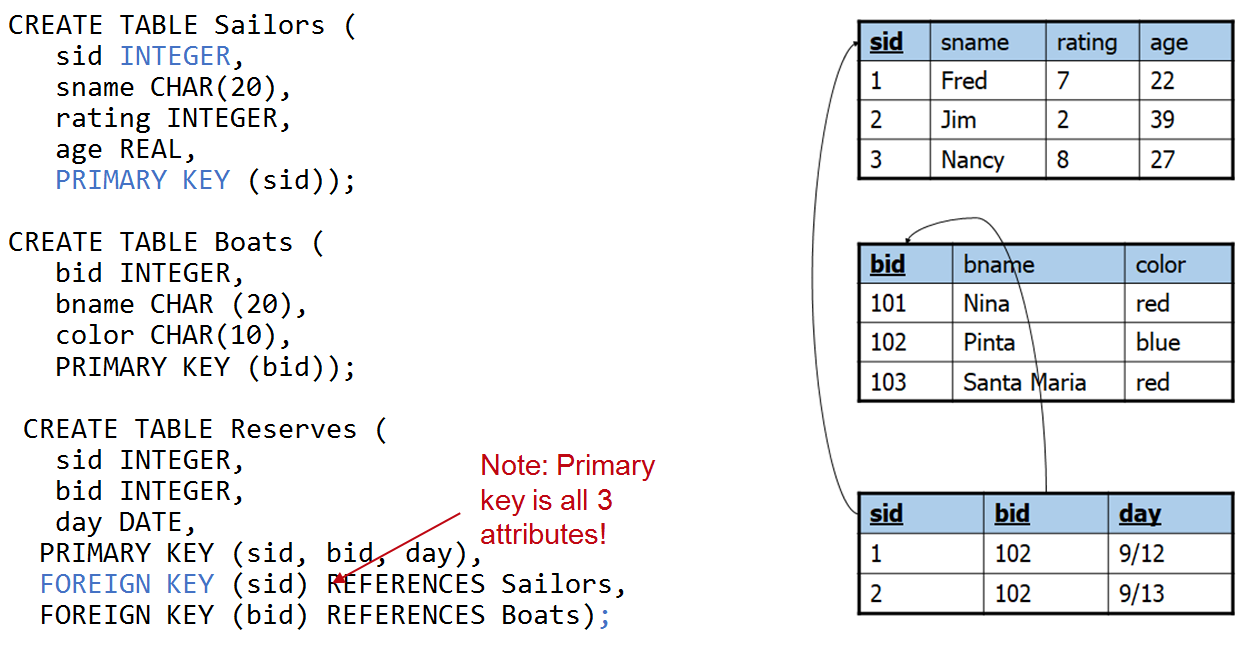 CREATE TABLE Sailors (
sid INTEGER,
sname CHAR(20),
rating INTEGER,
age REAL,
PRIMARY KEY (sid));
CREATE TABLE Boats (
bid INTEGER,
bname CHAR (20),
color CHAR(10),
PRIMARY KEY (bid));
CREATE TABLE Reserves (
sid INTEGER,
bid INTEGER,
day DATE,
PRIMARY KEY (sid, bid, day),
FOREIGN KEY (sid) REFERENCES Sailors,
FOREIGN KEY (bid) REFERENCES Boats);
Note: Primary
key is all 3
attributes!
sid sname rating age
1 Fred 7 22
2 Jim 2 39
3 Nancy 8 27
bid bname color
101 Nina red
102 Pinta blue
103 Santa Maria red
sid bid day
1 102 9/12
2 102 9/13